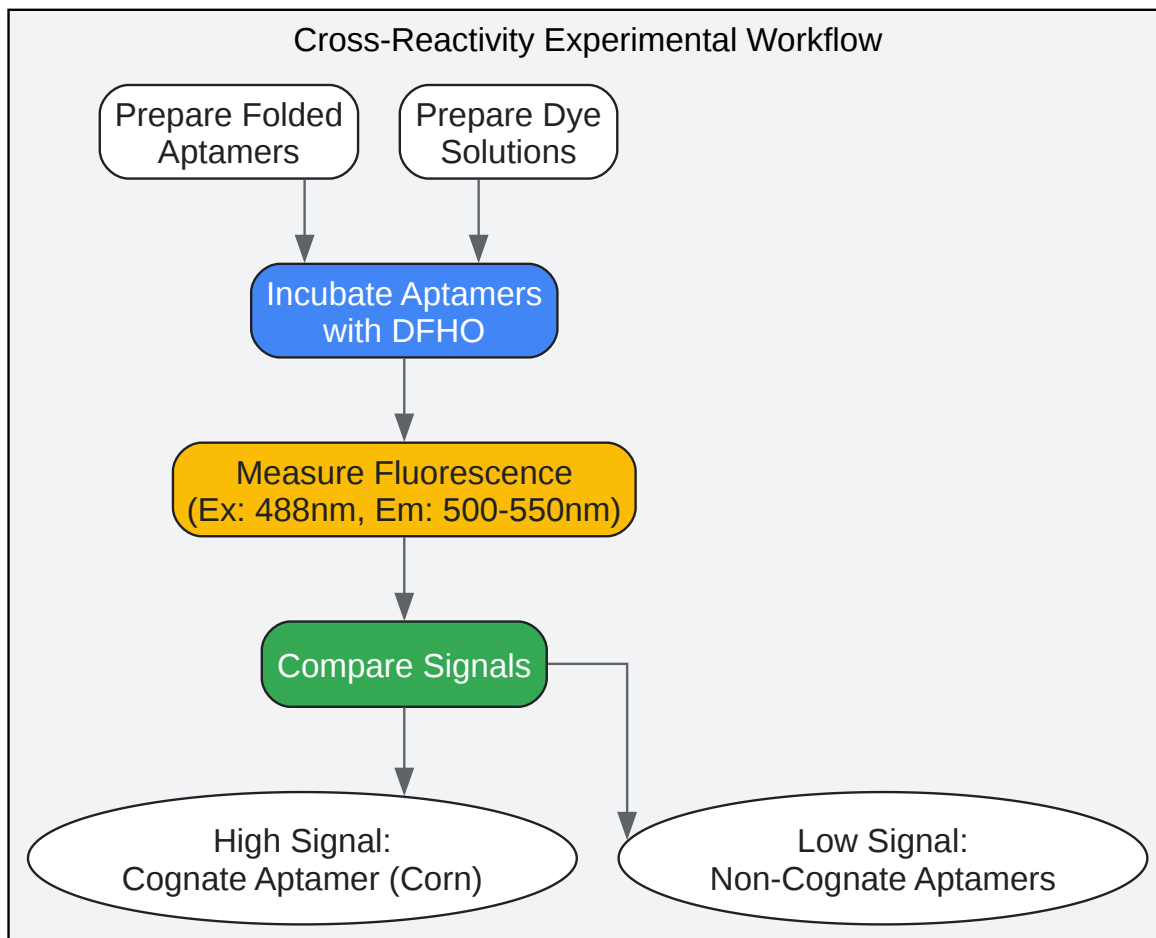 Cross-Reactivity Experimental Workflow
Prepare Folded
Aptamers
Prepare Dye
Solutions
Incubate Aptamers
with DFHO
Measure Fluorescence
(Ex: 488nm, Em: 500-550nm)
Compare Signals
High Signal:
Cognate Aptamer (Corn)
Low Signal:
Non-Cognate Aptamers